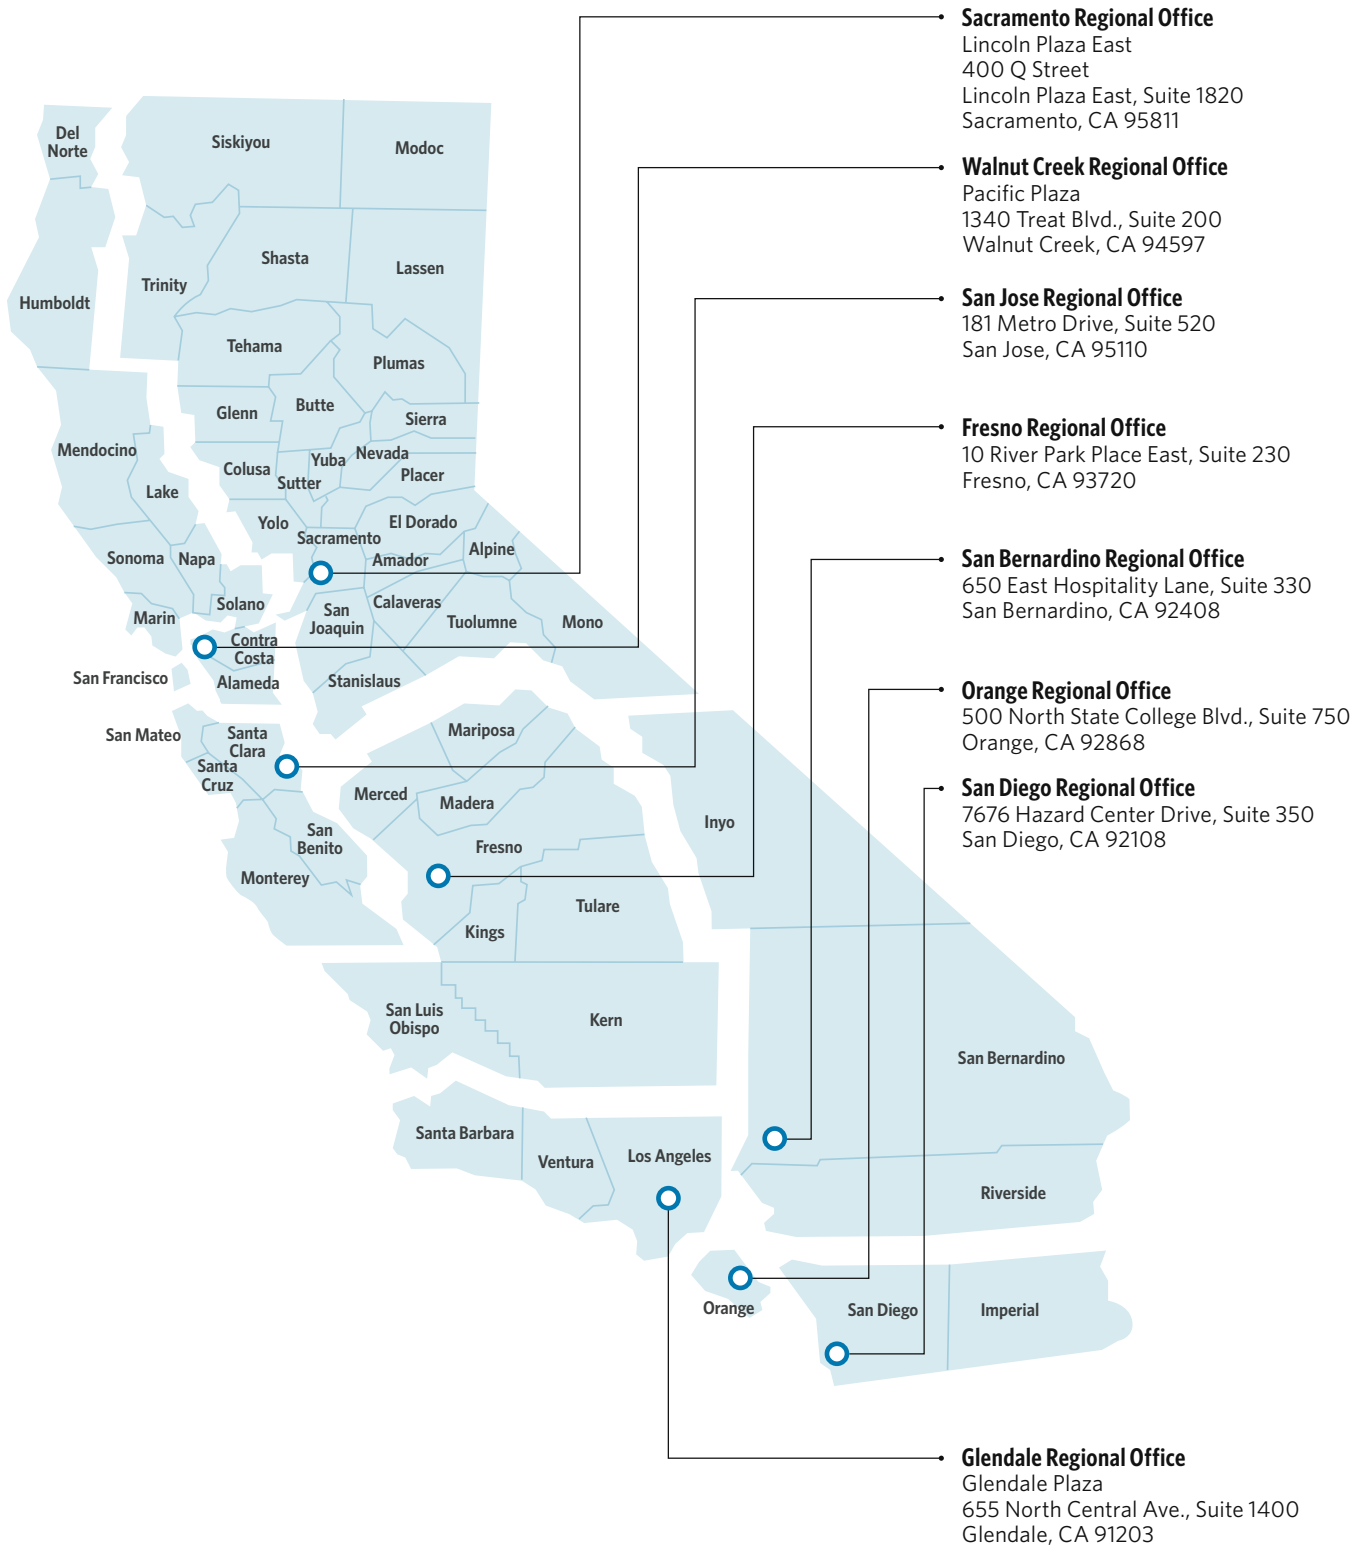 Sacramento Regional Office
Lincoln Plaza East
400 Q Street
Lincoln Plaza East, Suite 1820
Sacramento, CA 95811
Walnut Creek Regional Office
Pacific Plaza
1340 Treat Blvd., Suite 200
Walnut Creek, CA 94597
San Jose Regional Office
181 Metro Drive, Suite 520
San Jose, CA 95110
Fresno Regional Office
10 River Park Place East, Suite 230
Fresno, CA 93720
San Bernardino Regional Office
650 East Hospitality Lane, Suite 330
San Bernardino, CA 92408
Orange Regional Office
500 North State College Blvd., Suite 750
Orange, CA 92868
San Diego Regional Office
7676 Hazard Center Drive, Suite 350
San Diego, CA 92108
Glendale Regional Office
Glendale Plaza
655 North Central Ave., Suite 1400
Glendale, CA 91203
Del
Norte
Siskiyou
Modoc
Humboldt
Trinity
Shasta
Lassen
Tehama
Plumas
Glenn
Butte
Sierra
Mendocino
Colusa
Sutter
Yuba
Nevada
Placer
Lake
Yolo
Sacramento
El Dorado
Sonoma
Napa
Amador
Alpine
Marin
Solano
San
Joaquin
Calaveras
Tuolumne
Mono
Contra
Costa
San Francisco
Alameda
Stanislaus
San Mateo
Santa
Clara
Santa
Cruz
Mariposa
Merced
Madera
Inyo
San
Benito
Fresno
Monterey
Kings
Tulare
San Luis
Obispo
Kern
San Bernardino
Santa Barbara
Ventura
Los Angeles
Riverside
Orange
San Diego
Imperial